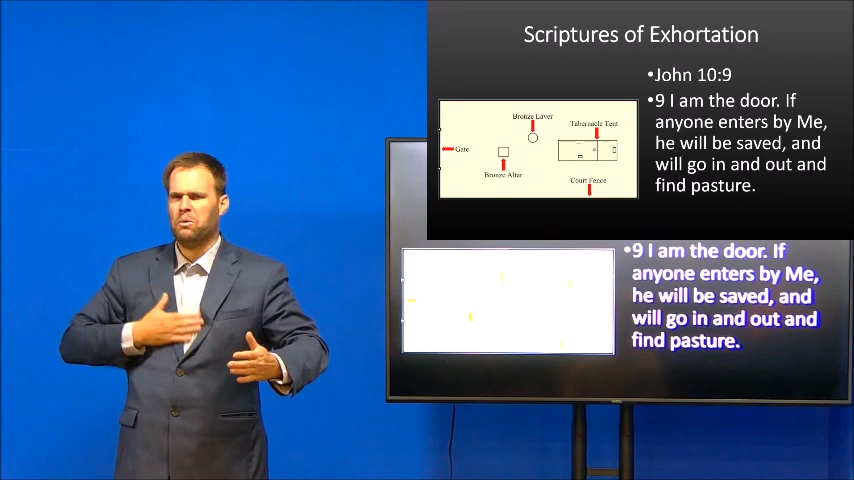 Scriptures of Exhortation
•John 10:9
•9 I am the door. If
anyone enters by Me,
he will be saved, and
will go in and out and
find pasture.
Bronze Laver
Tabernacle Tent
Gate
Bronze Altar
Court Fence
•9 I am the door. If
anyone enters by Me,
he will be saved, and
will go in and out and
find pasture.